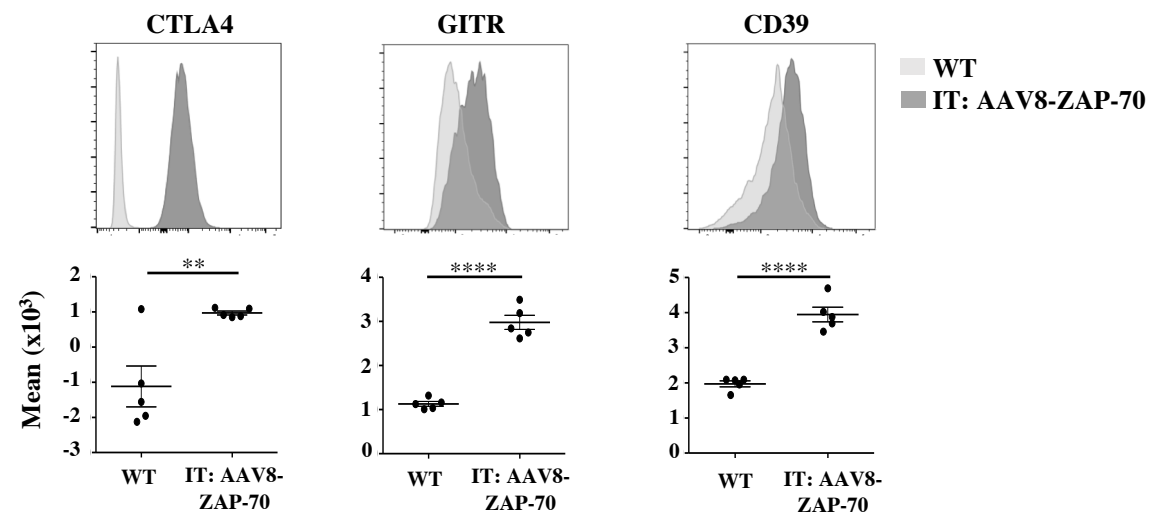 CTLA4
GITR
CD39
WT
IT: AAV8-ZAP-70
Mean (x10³)
2
1
0
-1
-2
-3
**
WT
IT: AAV8-
ZAP-70
4
3
2
1
0
****
WT
IT: AAV8-
ZAP-70
5
4
3
2
1
0
****
WT
IT: AAV8-
ZAP-70